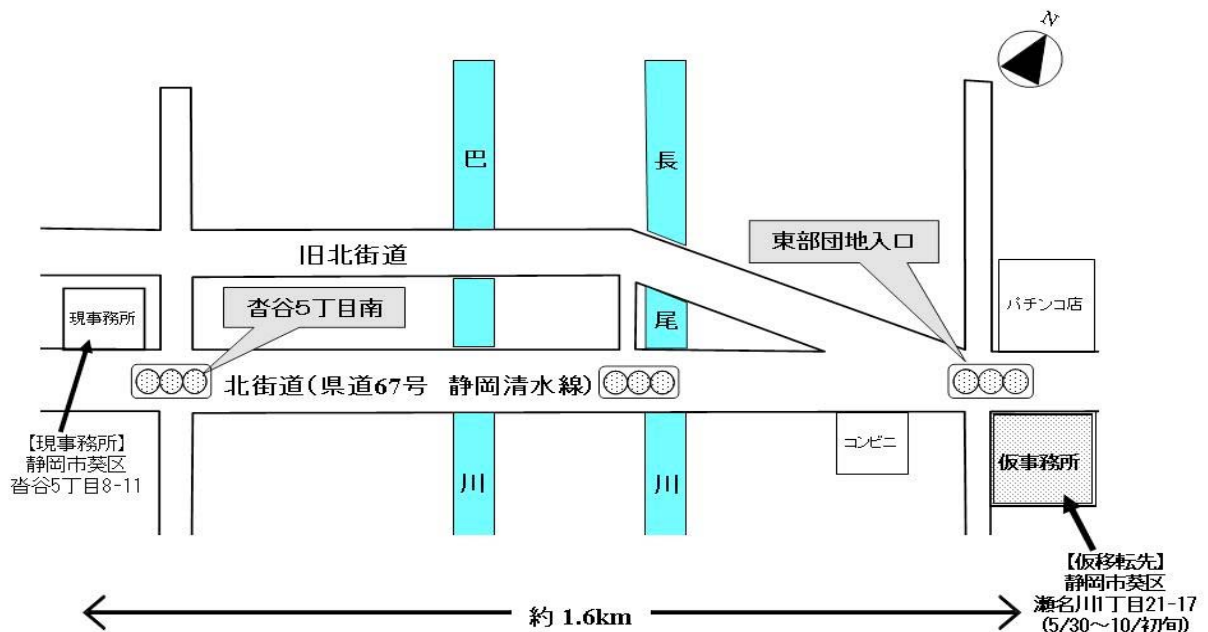 N
巴
長
旧北街道
東部団地入口
現事務所
沓谷5丁目南
尾
パチンコ店
北街道(県道67号 静岡清水線)
【現事務所】
静岡市葵区
沓谷5丁目8-11
川
川
コンビニ
仮事務所
【仮移転先】
静岡市葵区
瀬名川1丁目21-17
(5/30~10/初旬)
約 1.6km